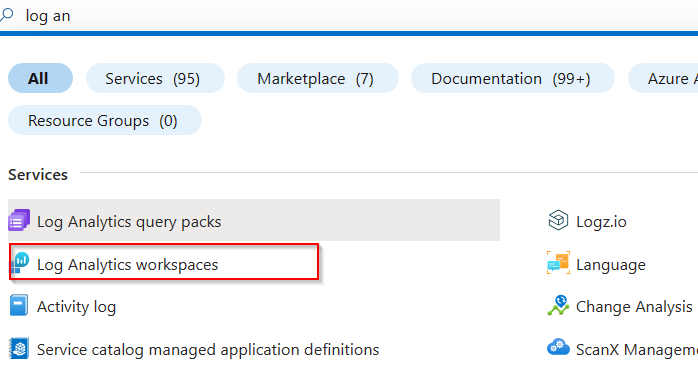 log an
All Services (95) Marketplace (7) Documentation (99+) Azure A
Resource Groups (0)
Services
Log Analytics query packs
Logz.io
Log Analytics workspaces
Language
Activity log
Change Analysis
Service catalog managed application definitions
ScanX Manageme